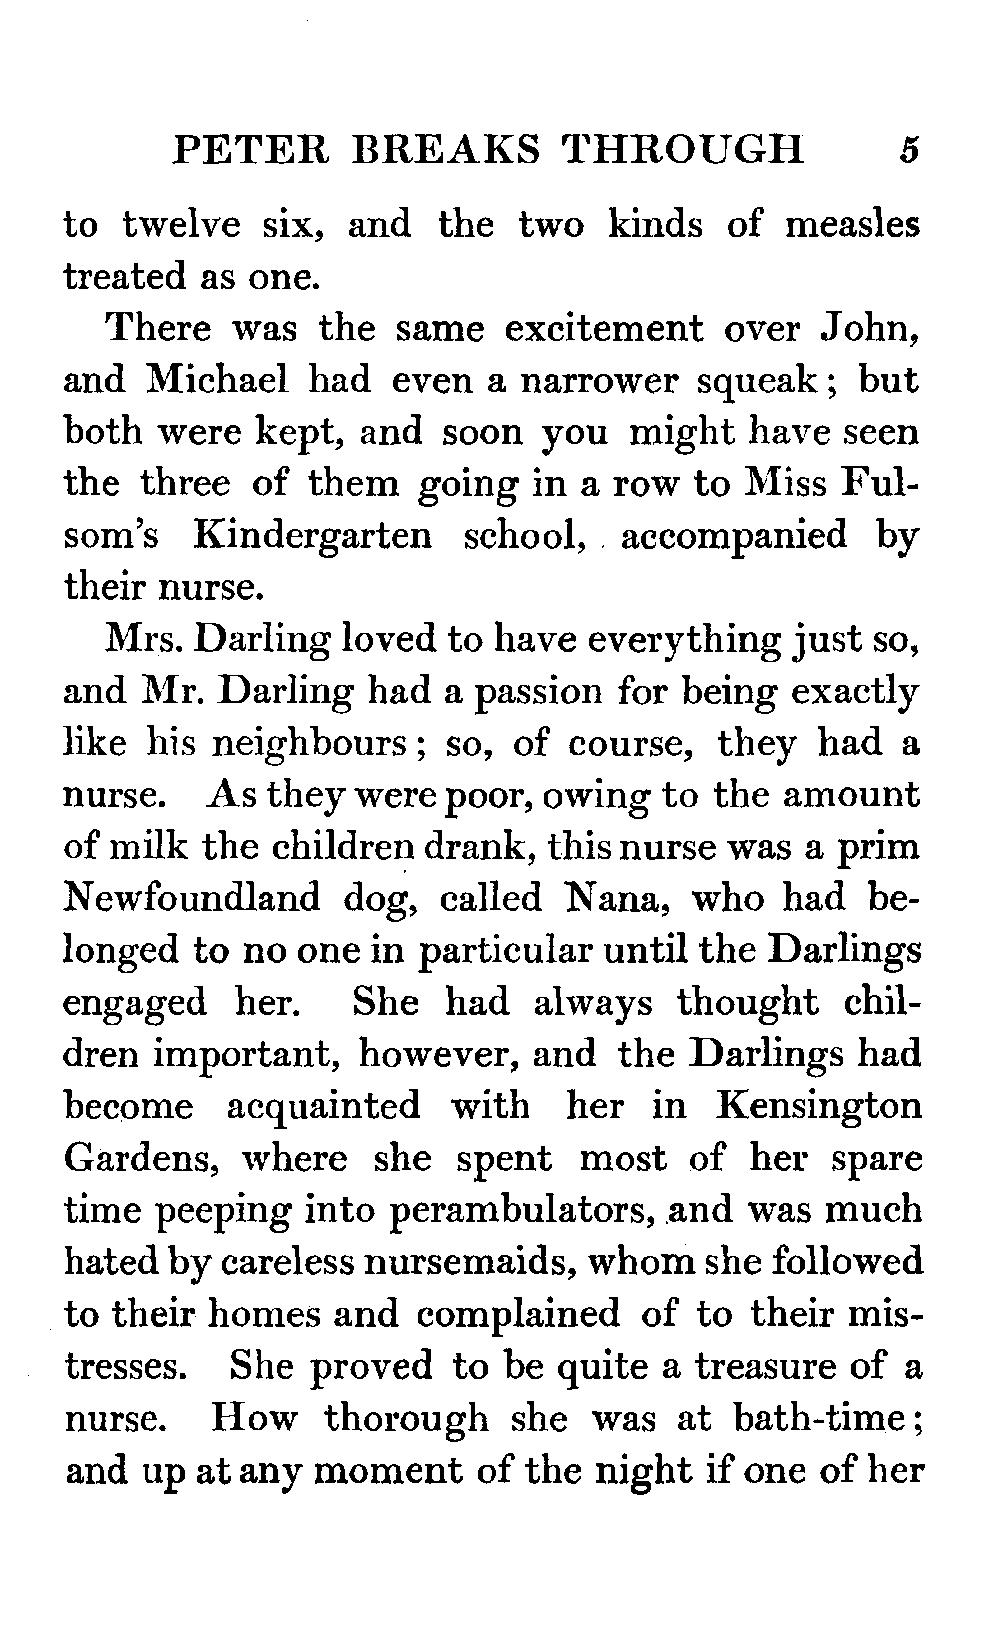 PETER BREAKS THROUGH 5
to twelve six, and the two kinds of measles
treated as one.
There was the same excitement over John,
and Michael had even a narrower squeak; but
both were kept, and soon you might have seen
the three of them going in a row to Miss Ful-
som's Kindergarten school, accompanied by
their nurse.
Mrs. Darling loved to have everything just so,
and Mr. Darling had a passion for being exactly
like his neighbours; so, of course, they had a
nurse. As they were poor, owing to the amount
of milk the children drank, this nurse was a prim
Newfoundland dog, called Nana, who had be-
longed to no one in particular until the Darlings
engaged her. She had always thought chil-
dren important, however, and the Darlings had
become acquainted with her in Kensington
Gardens, where she spent most of her spare
time peeping into perambulators, and was much
hated by careless nursemaids, whom she followed
to their homes and complained of to their mis-
tresses. She proved to be quite a treasure of a
nurse. How thorough she was at bath-time;
and up at any moment of the night if one of her